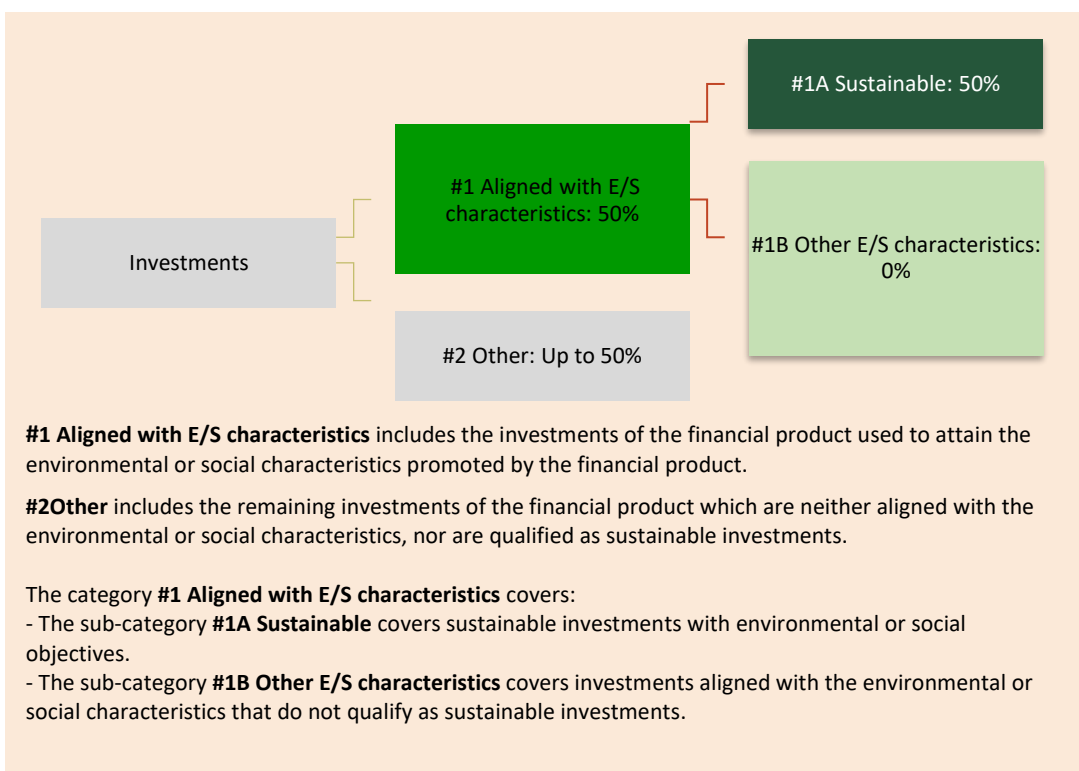 #1A Sustainable: 50%
#1 Aligned with E/S
characteristics: 50%
#1B Other E/S characteristics:
0%
Investments
#2 Other: Up to 50%
#1 Aligned with E/S characteristics includes the investments of the financial product used to attain the
environmental or social characteristics promoted by the financial product.
#2Other includes the remaining investments of the financial product which are neither aligned with the
environmental or social characteristics, nor are qualified as sustainable investments.
The category #1 Aligned with E/S characteristics covers:
- The sub-category #1A Sustainable covers sustainable investments with environmental or social
objectives.
- The sub-category #1B Other E/S characteristics covers investments aligned with the environmental or
social characteristics that do not qualify as sustainable investments.